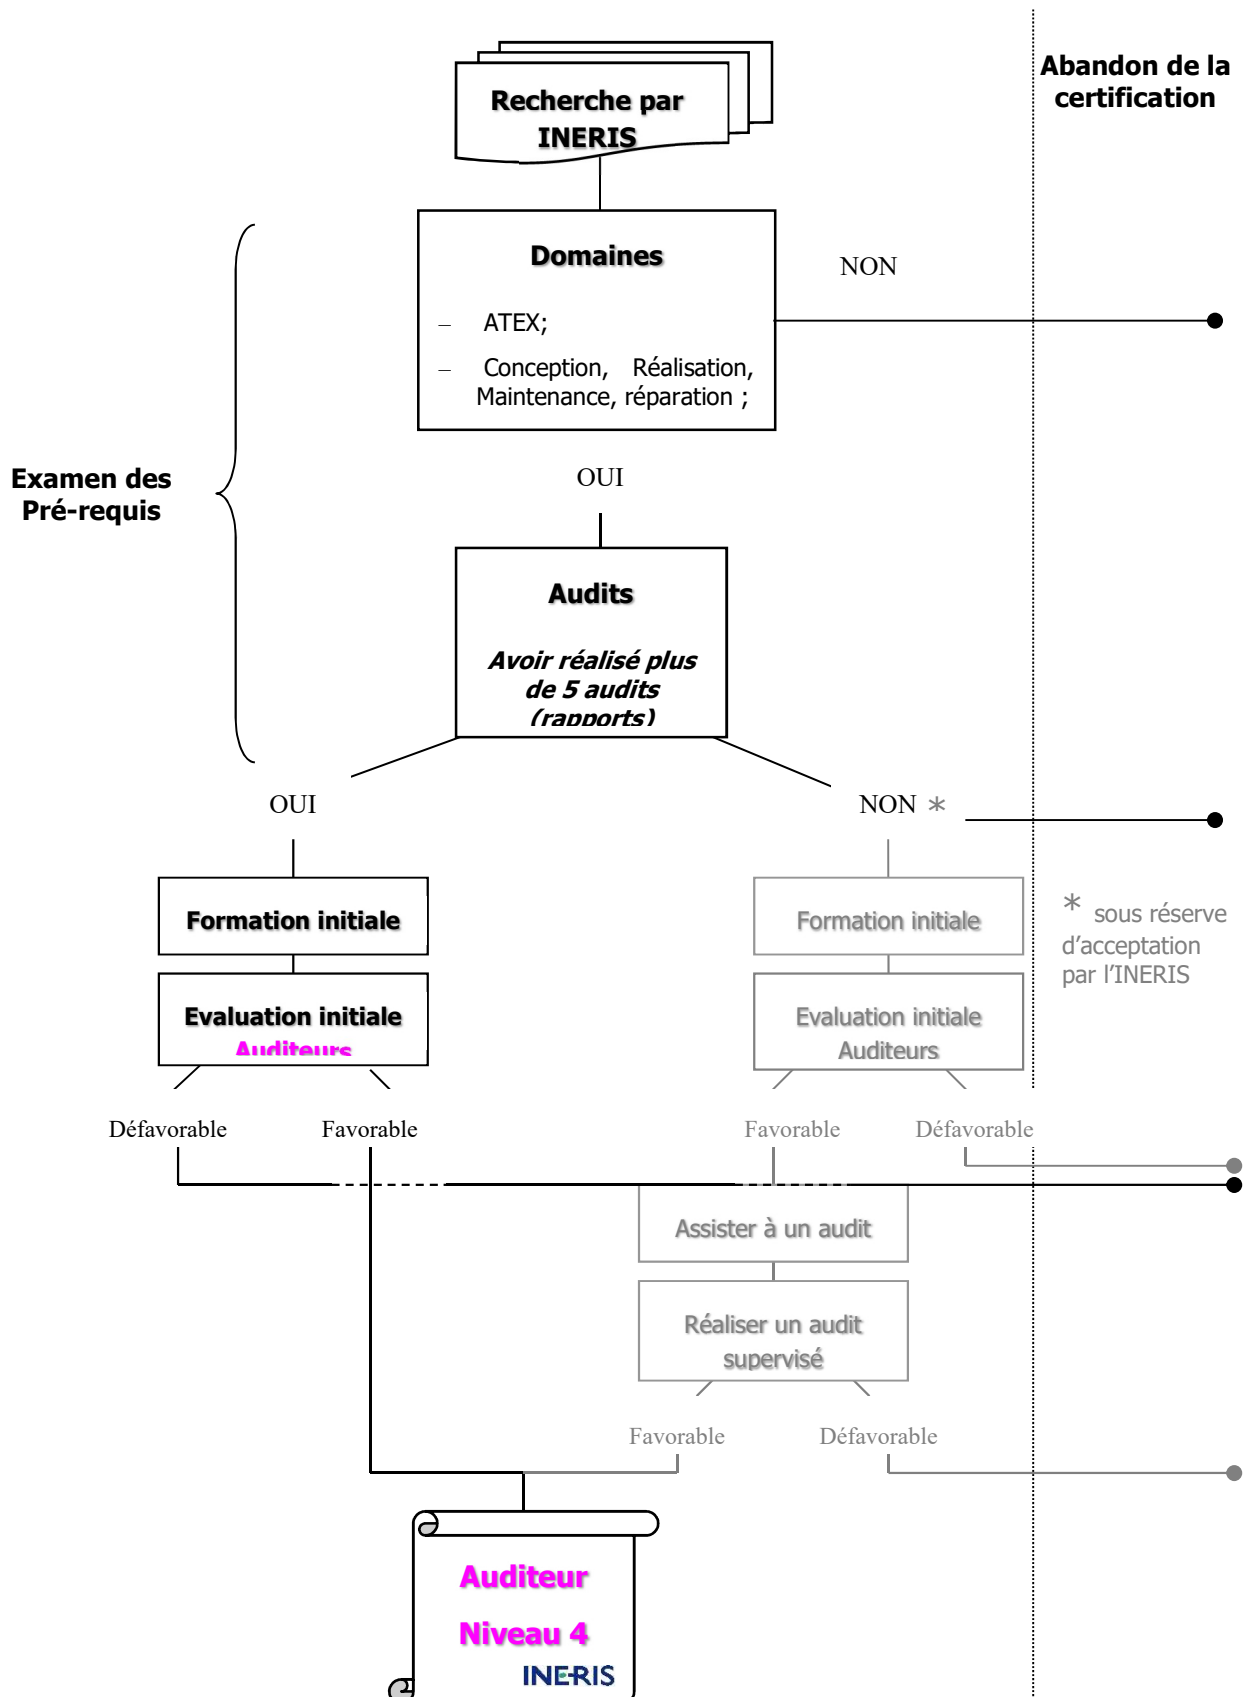 Recherche par
INERIS
Abandon de la
certification
Domaines
– ATEX;
– Conception, Réalisation,
Maintenance, réparation ;
NON
Examen des
Pré-requis
OUI
Audits
Avoir réalisé plus
de 5 audits
(rapports)
OUI
NON *
Formation initiale
Formation initiale
* sous réserve
d'acceptation
par l'INERIS
Evaluation initiale
Auditeurs
Evaluation initiale
Auditeurs
Défavorable
Favorable
Favorable
Défavorable
Assister à un audit
Réaliser un audit
supervisé
Favorable
Défavorable
Auditeur
Niveau 4
INERIS